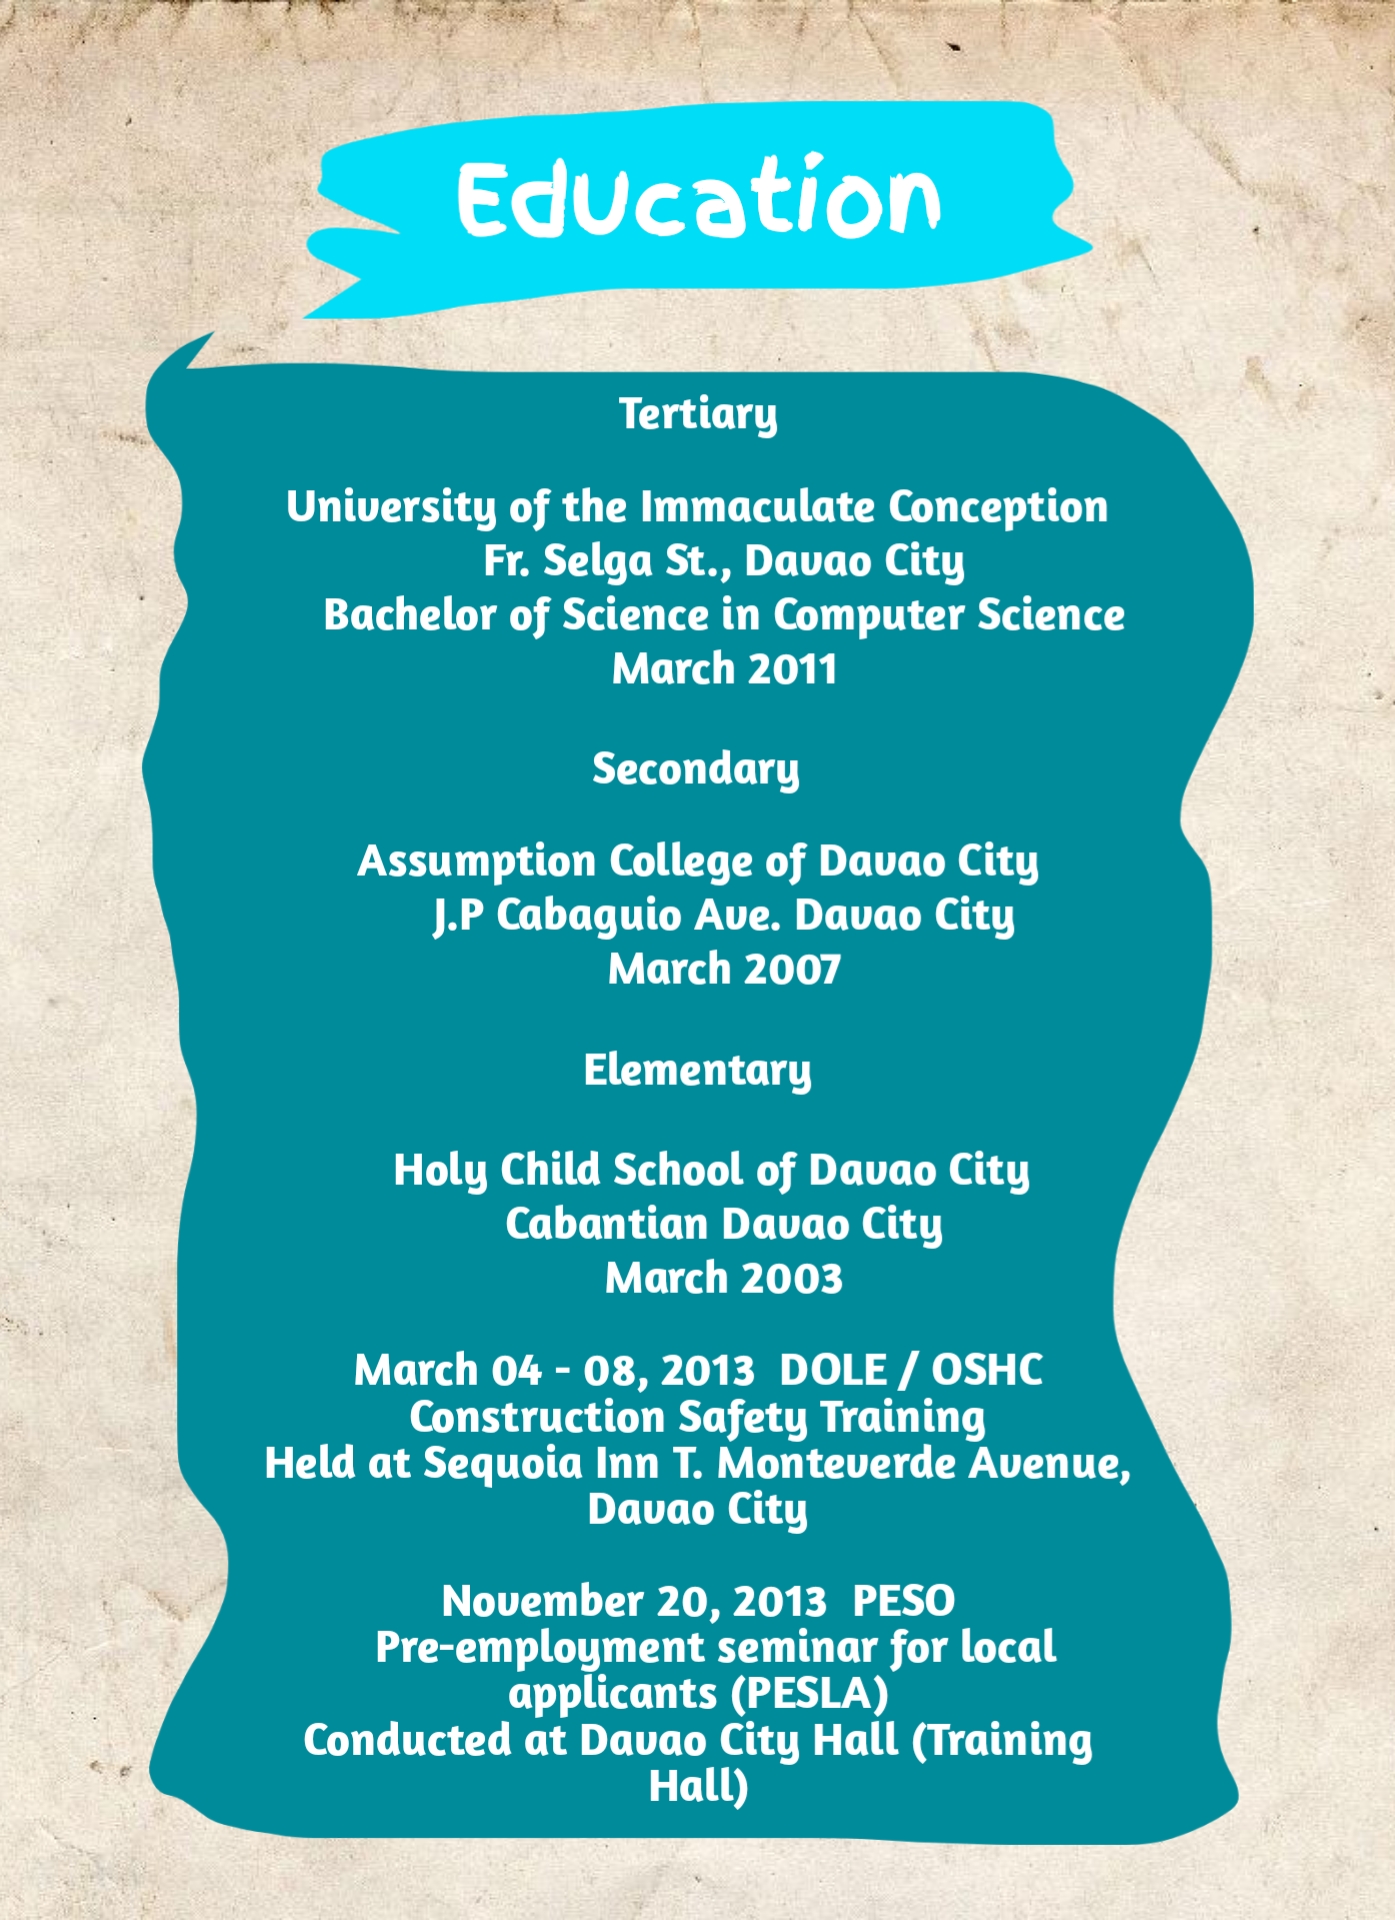 Education
Tertiary
University of the Immaculate Conception
Fr. Selga St., Davao City
Bachelor of Science in Computer Science
March 2011
Secondary
Assumption College of Davao City
J.P Cabaguio Ave. Davao City
March 2007
Elementary
Holy Child School of Davao City
Cabantian Davao City
March 2003
March 04 - 08, 2013  DOLE / OSHC
Construction Safety Training
Held at Sequoia Inn T. Monteverde Avenue,
Davao City
November 20, 2013  PESO
Pre-employment seminar for local
applicants (PESLA)
Conducted at Davao City Hall (Training
Hall)